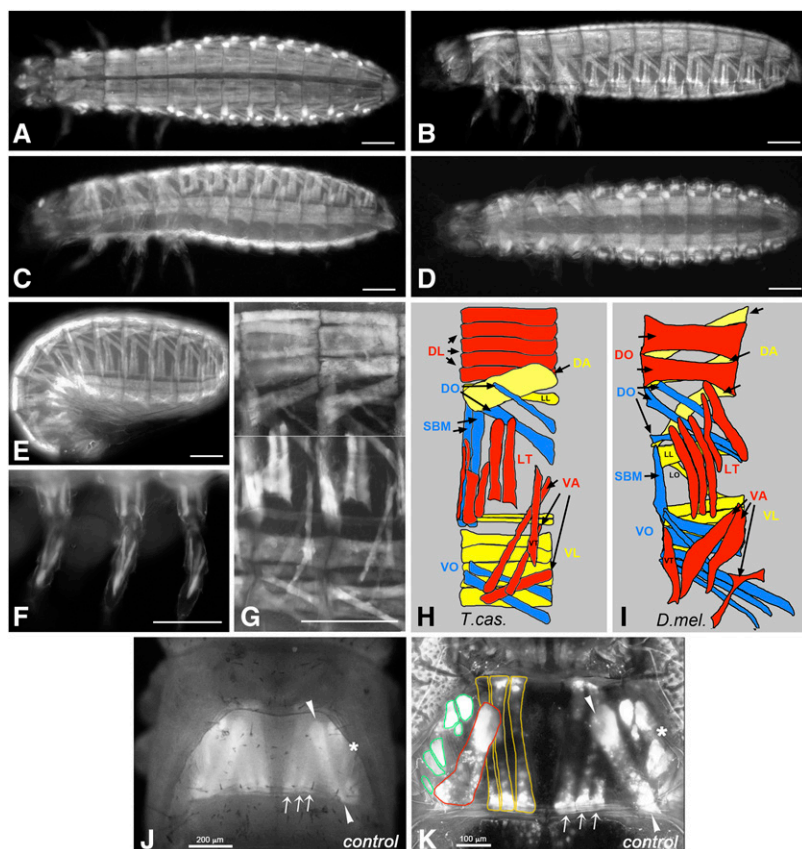 A
B
C
D
E
F
G
H
I
DL
DA
DO
LL
SBM
LT
VA
VT
VO
VL
T.cas.
DO
DA
DO
LL
LO
SBM
LT
VA
VO
VL
VT
D.mel.
J
200 µm
control
K
100 µm
control